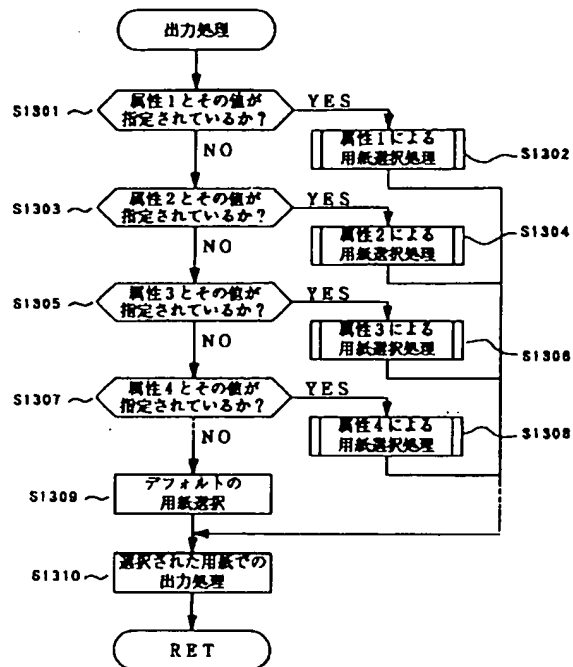 出力処理
S1301
属性1とその値が
指定されているか?
YES
NO
属性1による
用紙選択処理
S1302
S1303
属性2とその値が
指定されているか?
YES
NO
属性2による
用紙選択処理
S1304
S1305
属性3とその値が
指定されているか?
YES
NO
属性3による
用紙選択処理
S1306
S1307
属性4とその値が
指定されているか?
YES
NO
属性4による
用紙選択処理
S1308
S1309
デフォルトの
用紙選択
S1310
選択された用紙での
出力処理
RET